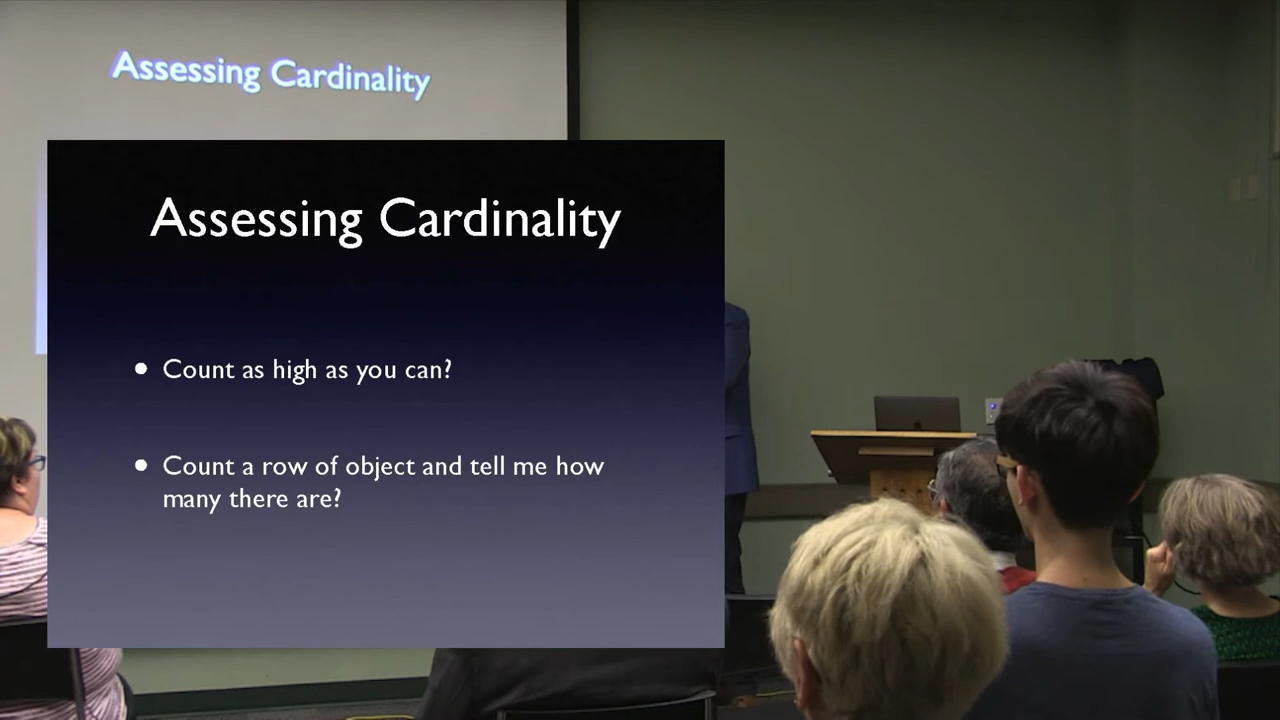 Assessing Cardinality
Assessing Cardinality
• Count as high as you can?
• Count a row of object and tell me how
many there are?